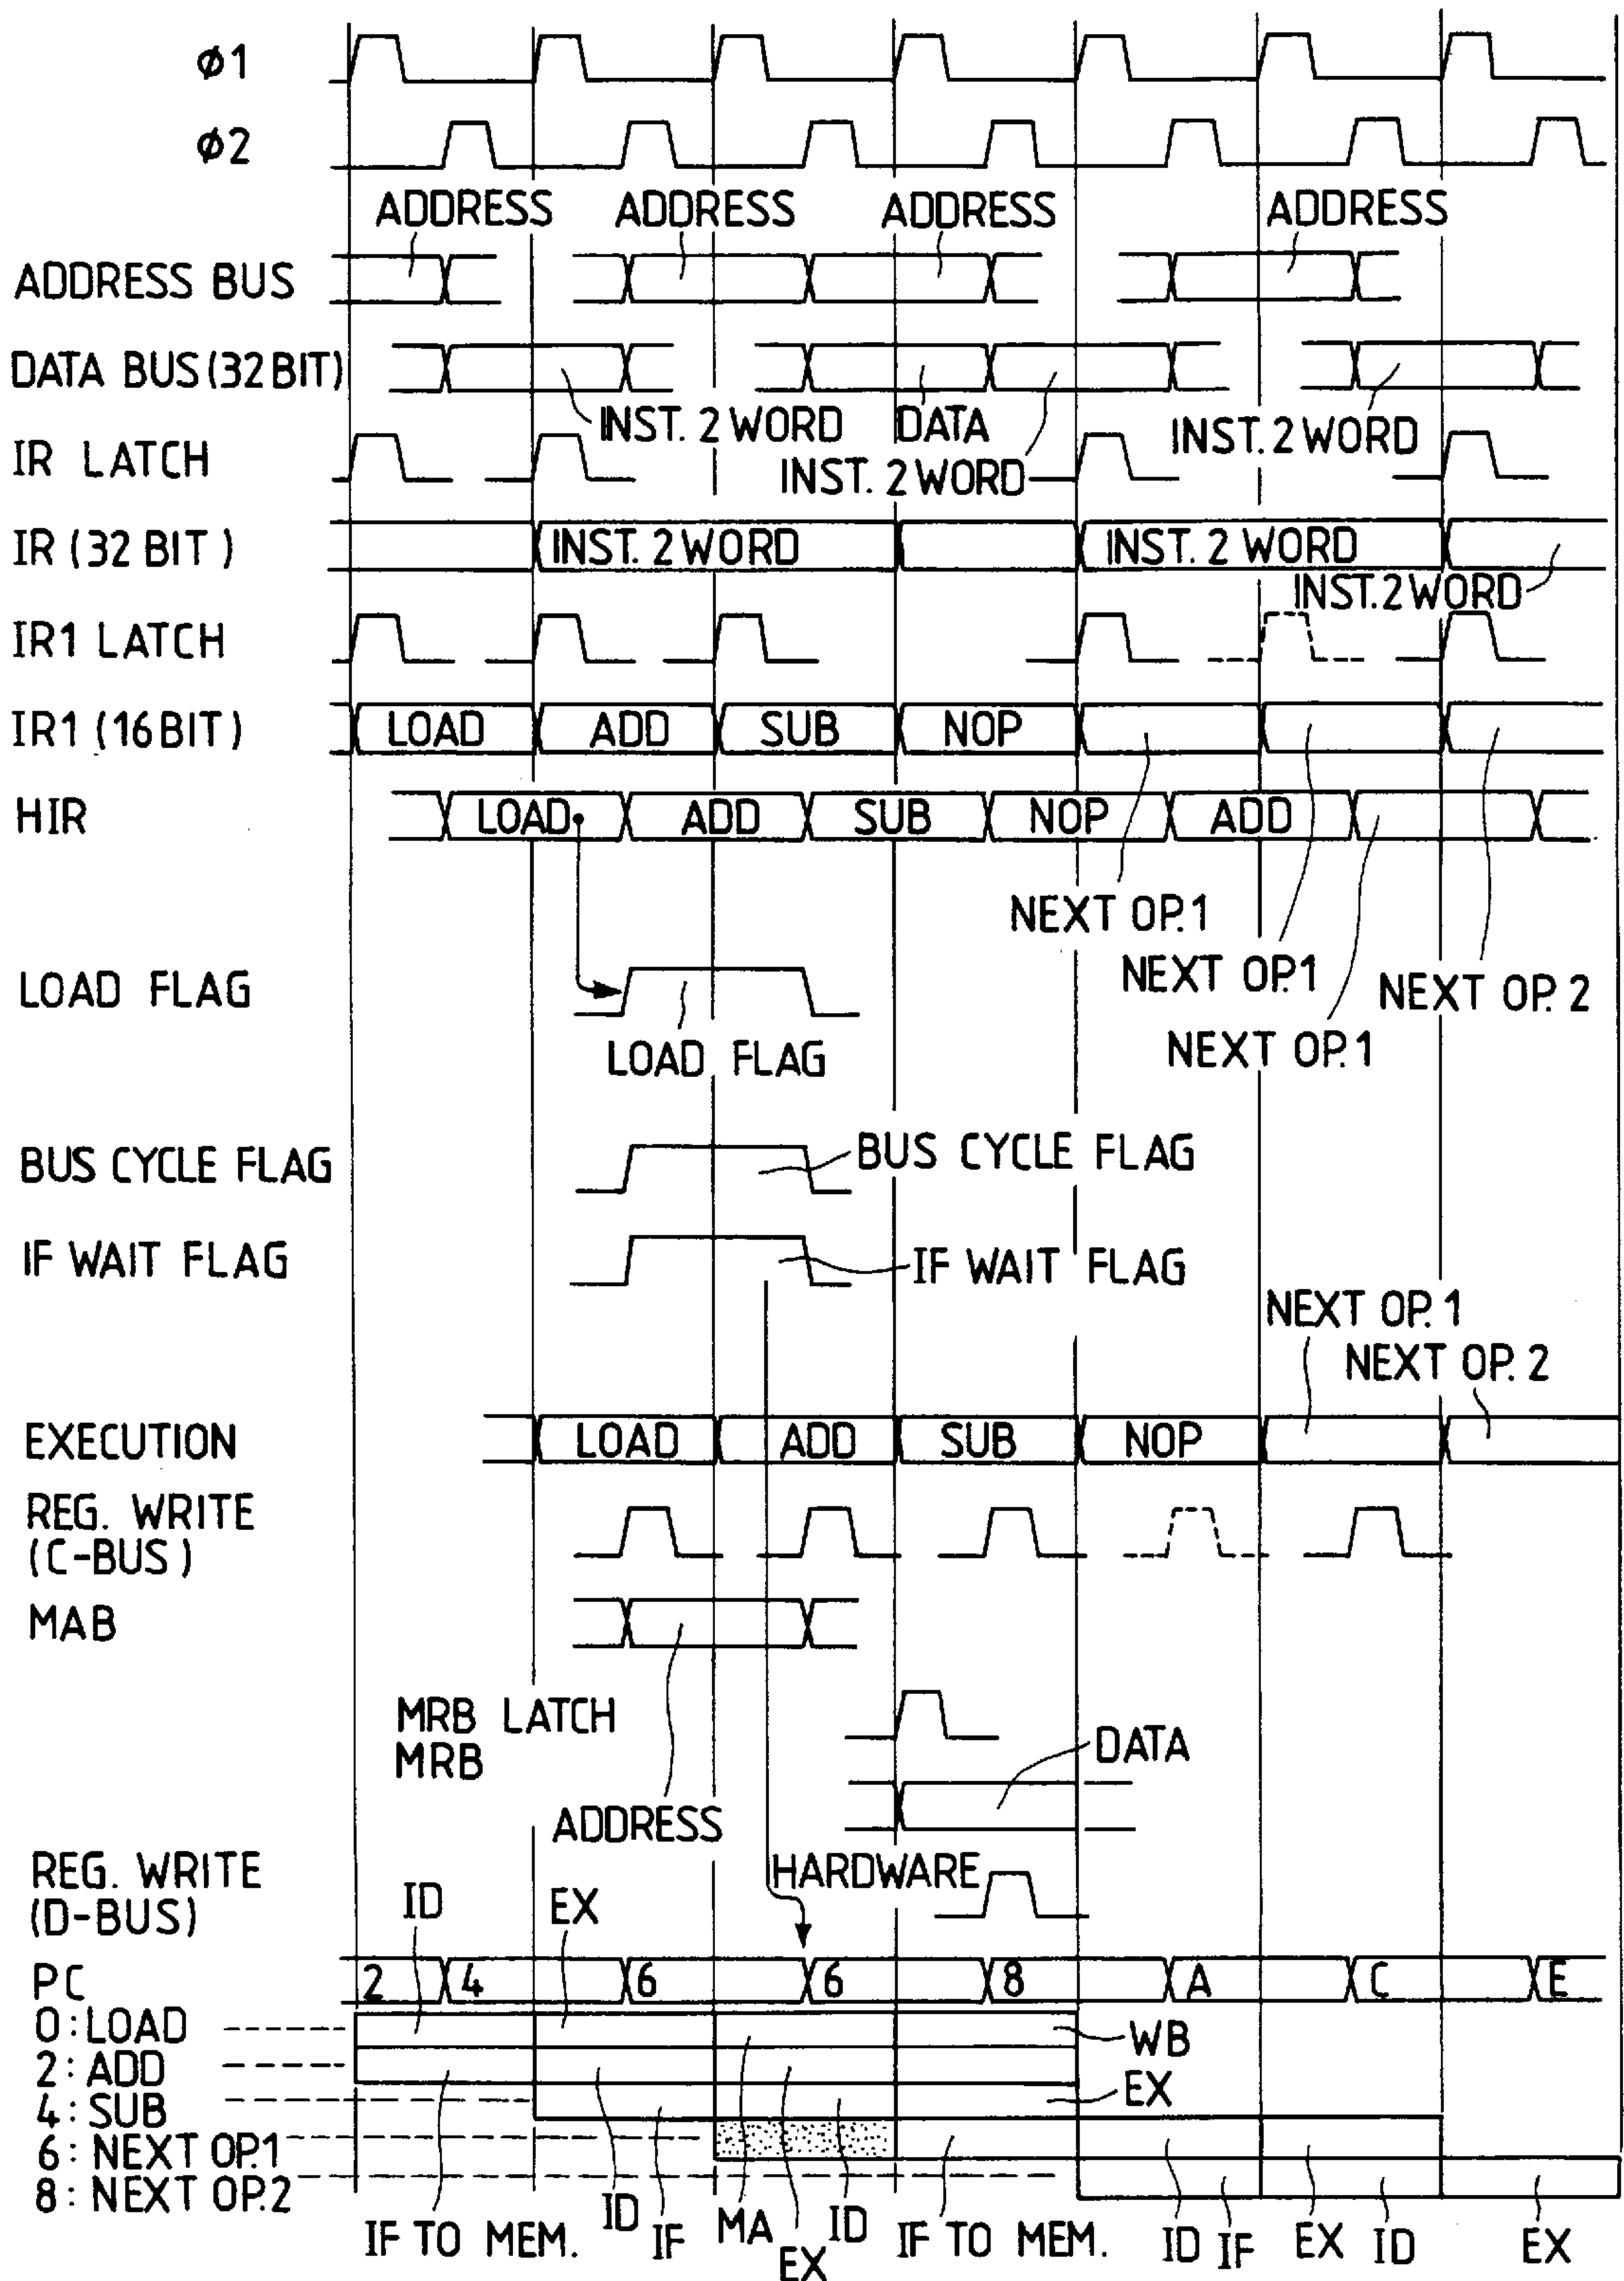 ø1
ø2
ADDRESS ADDRESS ADDRESS ADDRESS
ADDRESS BUS
DATA BUS (32 BIT)
INST. 2 WORD DATA INST. 2 WORD
IR LATCH
INST. 2 WORD
IR (32 BIT) INST. 2 WORD INST. 2 WORD
INST. 2 WORD
IR1 LATCH
IR1 (16 BIT) LOAD ADD SUB NOP
HIR LOAD ADD SUB NOP ADD
NEXT OP. 1
NEXT OP. 1
LOAD FLAG NEXT OP. 2
LOAD FLAG NEXT OP. 1
BUS CYCLE FLAG BUS CYCLE FLAG
IF WAIT FLAG IF WAIT FLAG
NEXT OP. 1
NEXT OP. 2
EXECUTION LOAD ADD SUB NOP
REG. WRITE
(C-BUS)
MAB
MRB LATCH
MRB
DATA
ADDRESS
REG. WRITE HARDWARE
(D-BUS) ID EX
PC 2 4 6 6 8 A C E
0 : LOAD WB
2 : ADD
4 : SUB EX
6 : NEXT OP. 1
8 : NEXT OP. 2
IF TO MEM. ID IF MA EX ID IF TO MEM. ID IF EX ID EX